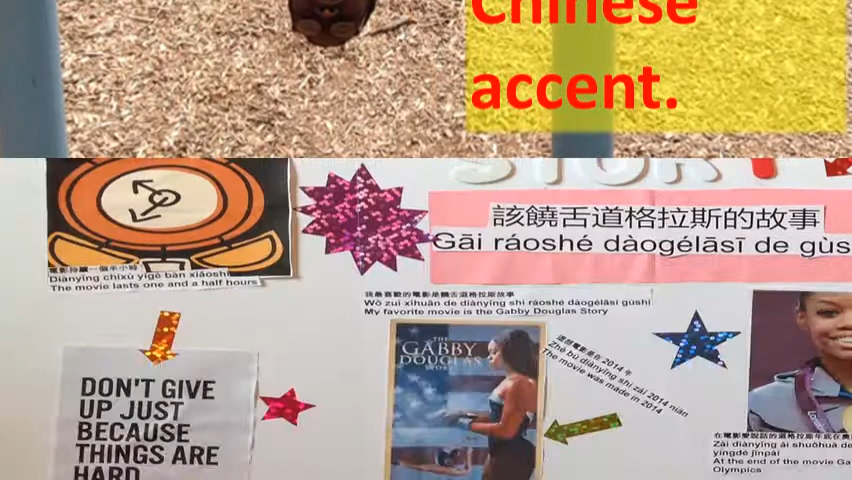 Chinese
accent.
STORY
該饒舌道格拉斯的故事
Gāi ráoshé dàogélāsī de gùs
電影持續一個半小時
Diànyǐng chíxù yīgè bàn xiǎoshí
The movie lasts one and a half hours
我最喜歡的電影是饒舌道格拉斯故事
Wǒ zuì xǐhuān de diànyǐng shì ráoshé dàogélāsī gùshì
My favorite movie is the Gabby Douglas Story
THE
GABBY
DOUGLAS
STORY
這部電影是在 2014 年
Zhè bù diànyǐng shì zài 2014 nián
The movie was made in 2014
DON'T GIVE
UP JUST
BECAUSE
THINGS ARE
HARD
Zài diànyǐng ài shuōhuà de
yíngdé jīnpái
At the end of the movie Ga
Olympics